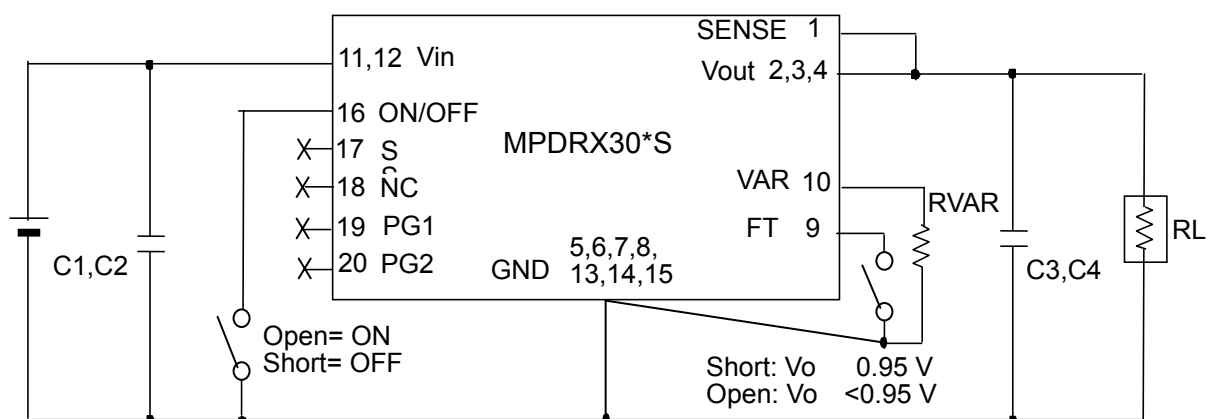 SENSE 1
11,12 Vin
Vout 2,3,4
16 ON/OFF
17 S
MPDRX30*S
18 NC
VAR 10
RVAR
19 PG1
FT 9
RL
20 PG2
GND 5,6,7,8,
13,14,15
C1,C2
C3,C4
Open= ON
Short= OFF
Short: Vo 0.95 V
Open: Vo <0.95 V